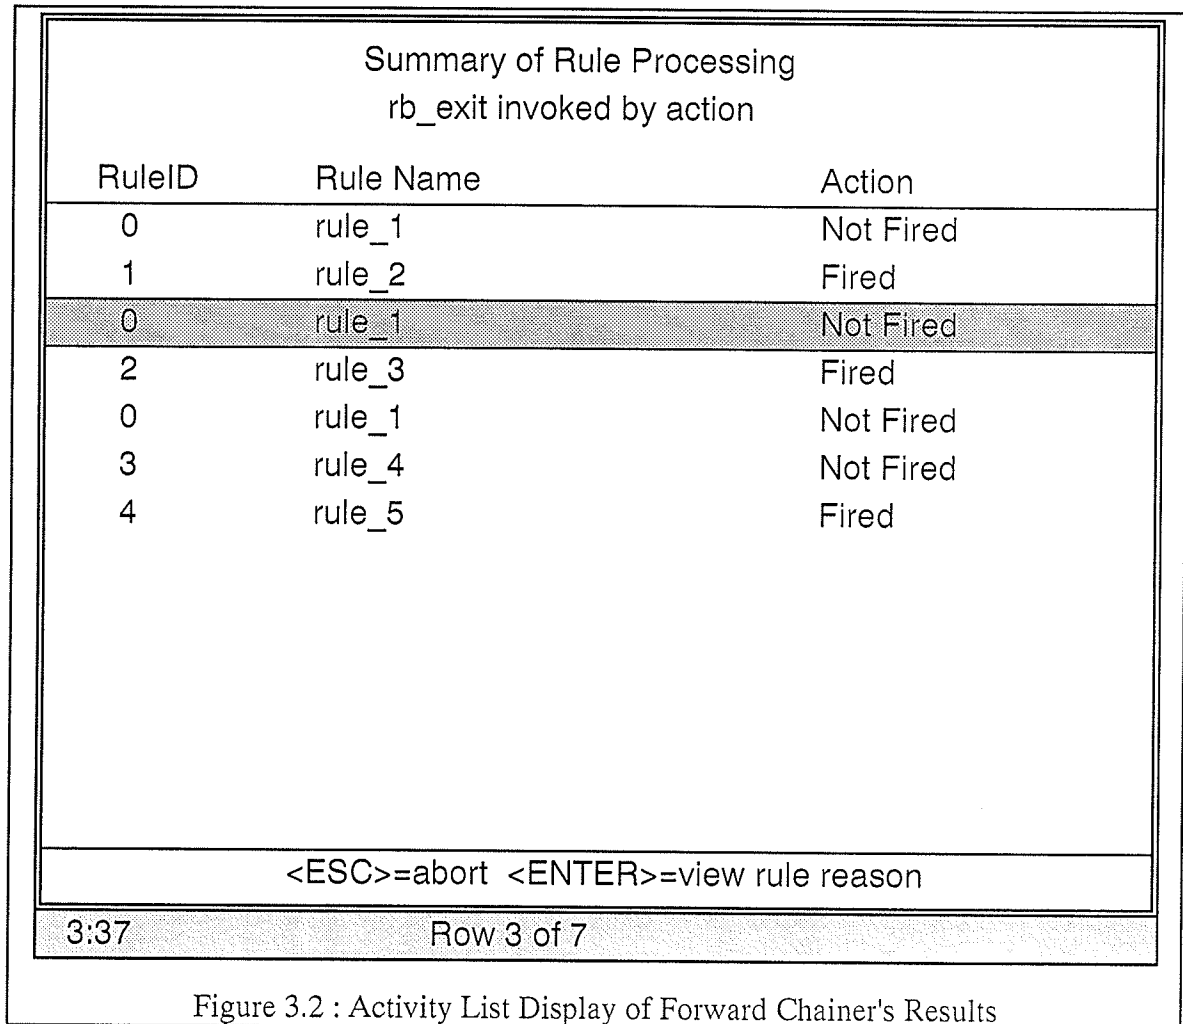 Summary of Rule Processing
rb_exit invoked by action
RuleID Rule Name Action
0 rule_1 Not Fired
1 rule_2 Fired
0 rule_1 Not Fired
2 rule_3 Fired
0 rule_1 Not Fired
3 rule_4 Not Fired
4 rule_5 Fired
<ESC>=abort <ENTER>=view rule reason
3:37 Row 3 of 7
Figure 3.2 : Activity List Display of Forward Chainer's Results